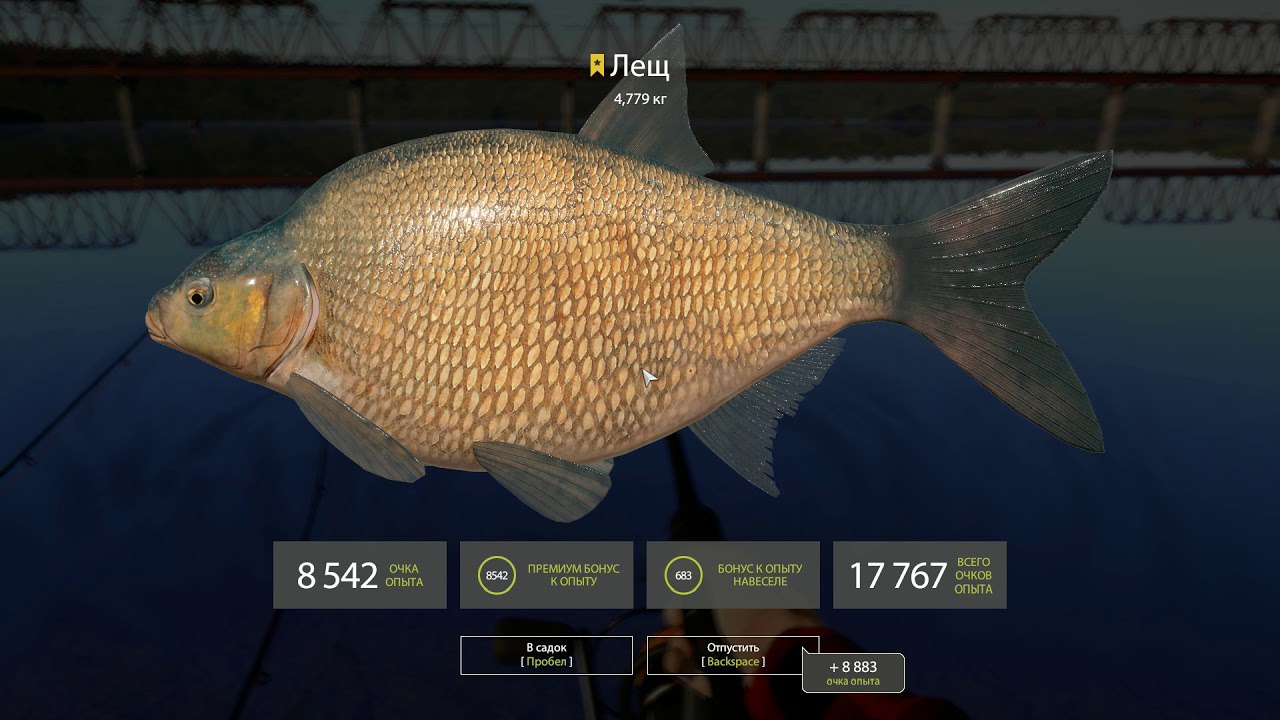 Лещ
4,779 кг
8 542 ОЧКА ОПЫТА
8542 ПРЕМИУМ БОНУС К ОПЫТУ
683 БОНУС К ОПЫТУ НАВЕСЕЛЕ
17 767 ВСЕГО ОЧКОВ ОПЫТА
В садок
[ Пробел ]
Отпустить
[ Backspace ]
+ 8 883
очка опыта